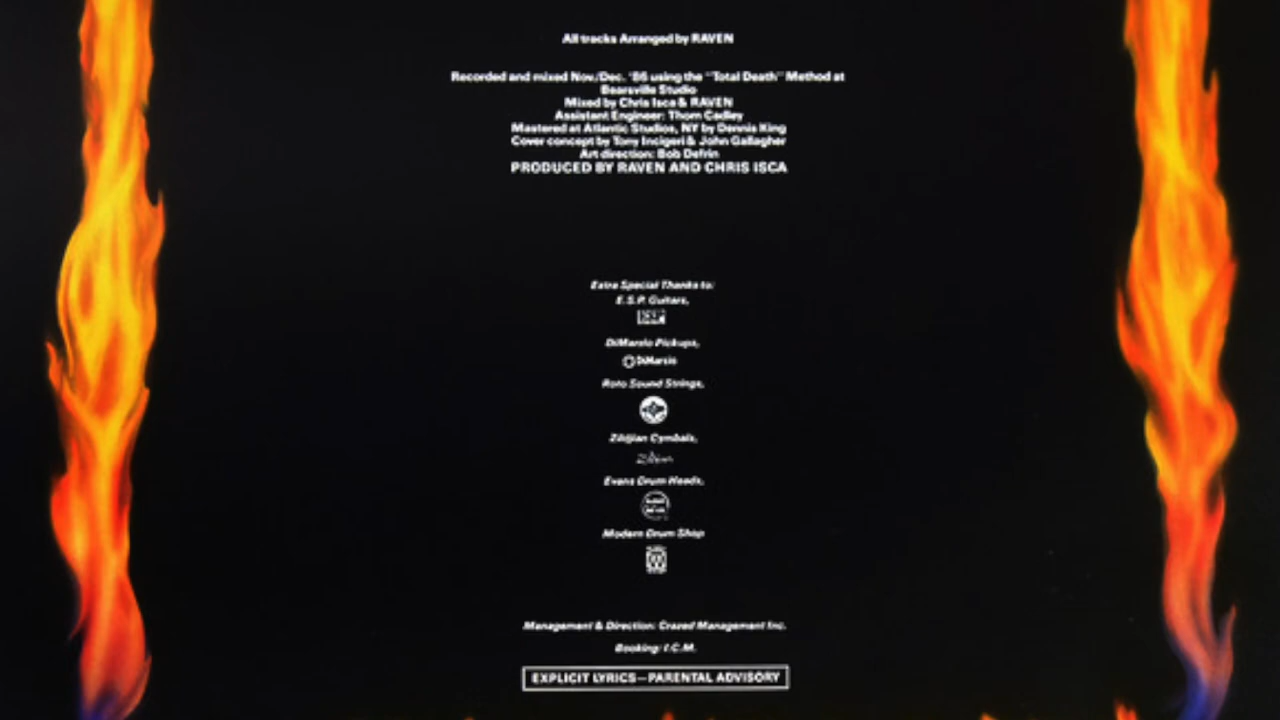 All tracks Arranged by RAVEN
Recorded and mixed Nov./Dec. '86 using the "Total Death" Method at
Bearsville Studio
Mixed by Chris Isca & RAVEN
Assistant Engineer: Thom Cadley
Mastered at Atlantic Studios, NY by Dennis King
Cover concept by Tony Incigeri & John Gallagher
Art direction: Bob Defrin
PRODUCED BY RAVEN AND CHRIS ISCA
Extra Special Thanks to:
E.S.P. Guitars,
DiMarzio Pickups,
DiMarzio
Roto Sound Strings,
Zildjian Cymbals,
Zildjian
Evans Drum Heads,
Modern Drum Shop
Management & Direction: Crazed Management Inc.
Booking: I.C.M.
EXPLICIT LYRICS—PARENTAL ADVISORY